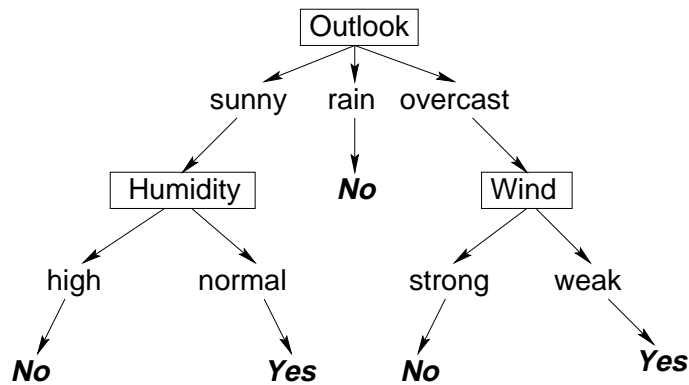 Outlook
sunny rain overcast
Humidity No Wind
high normal strong weak
No Yes No Yes